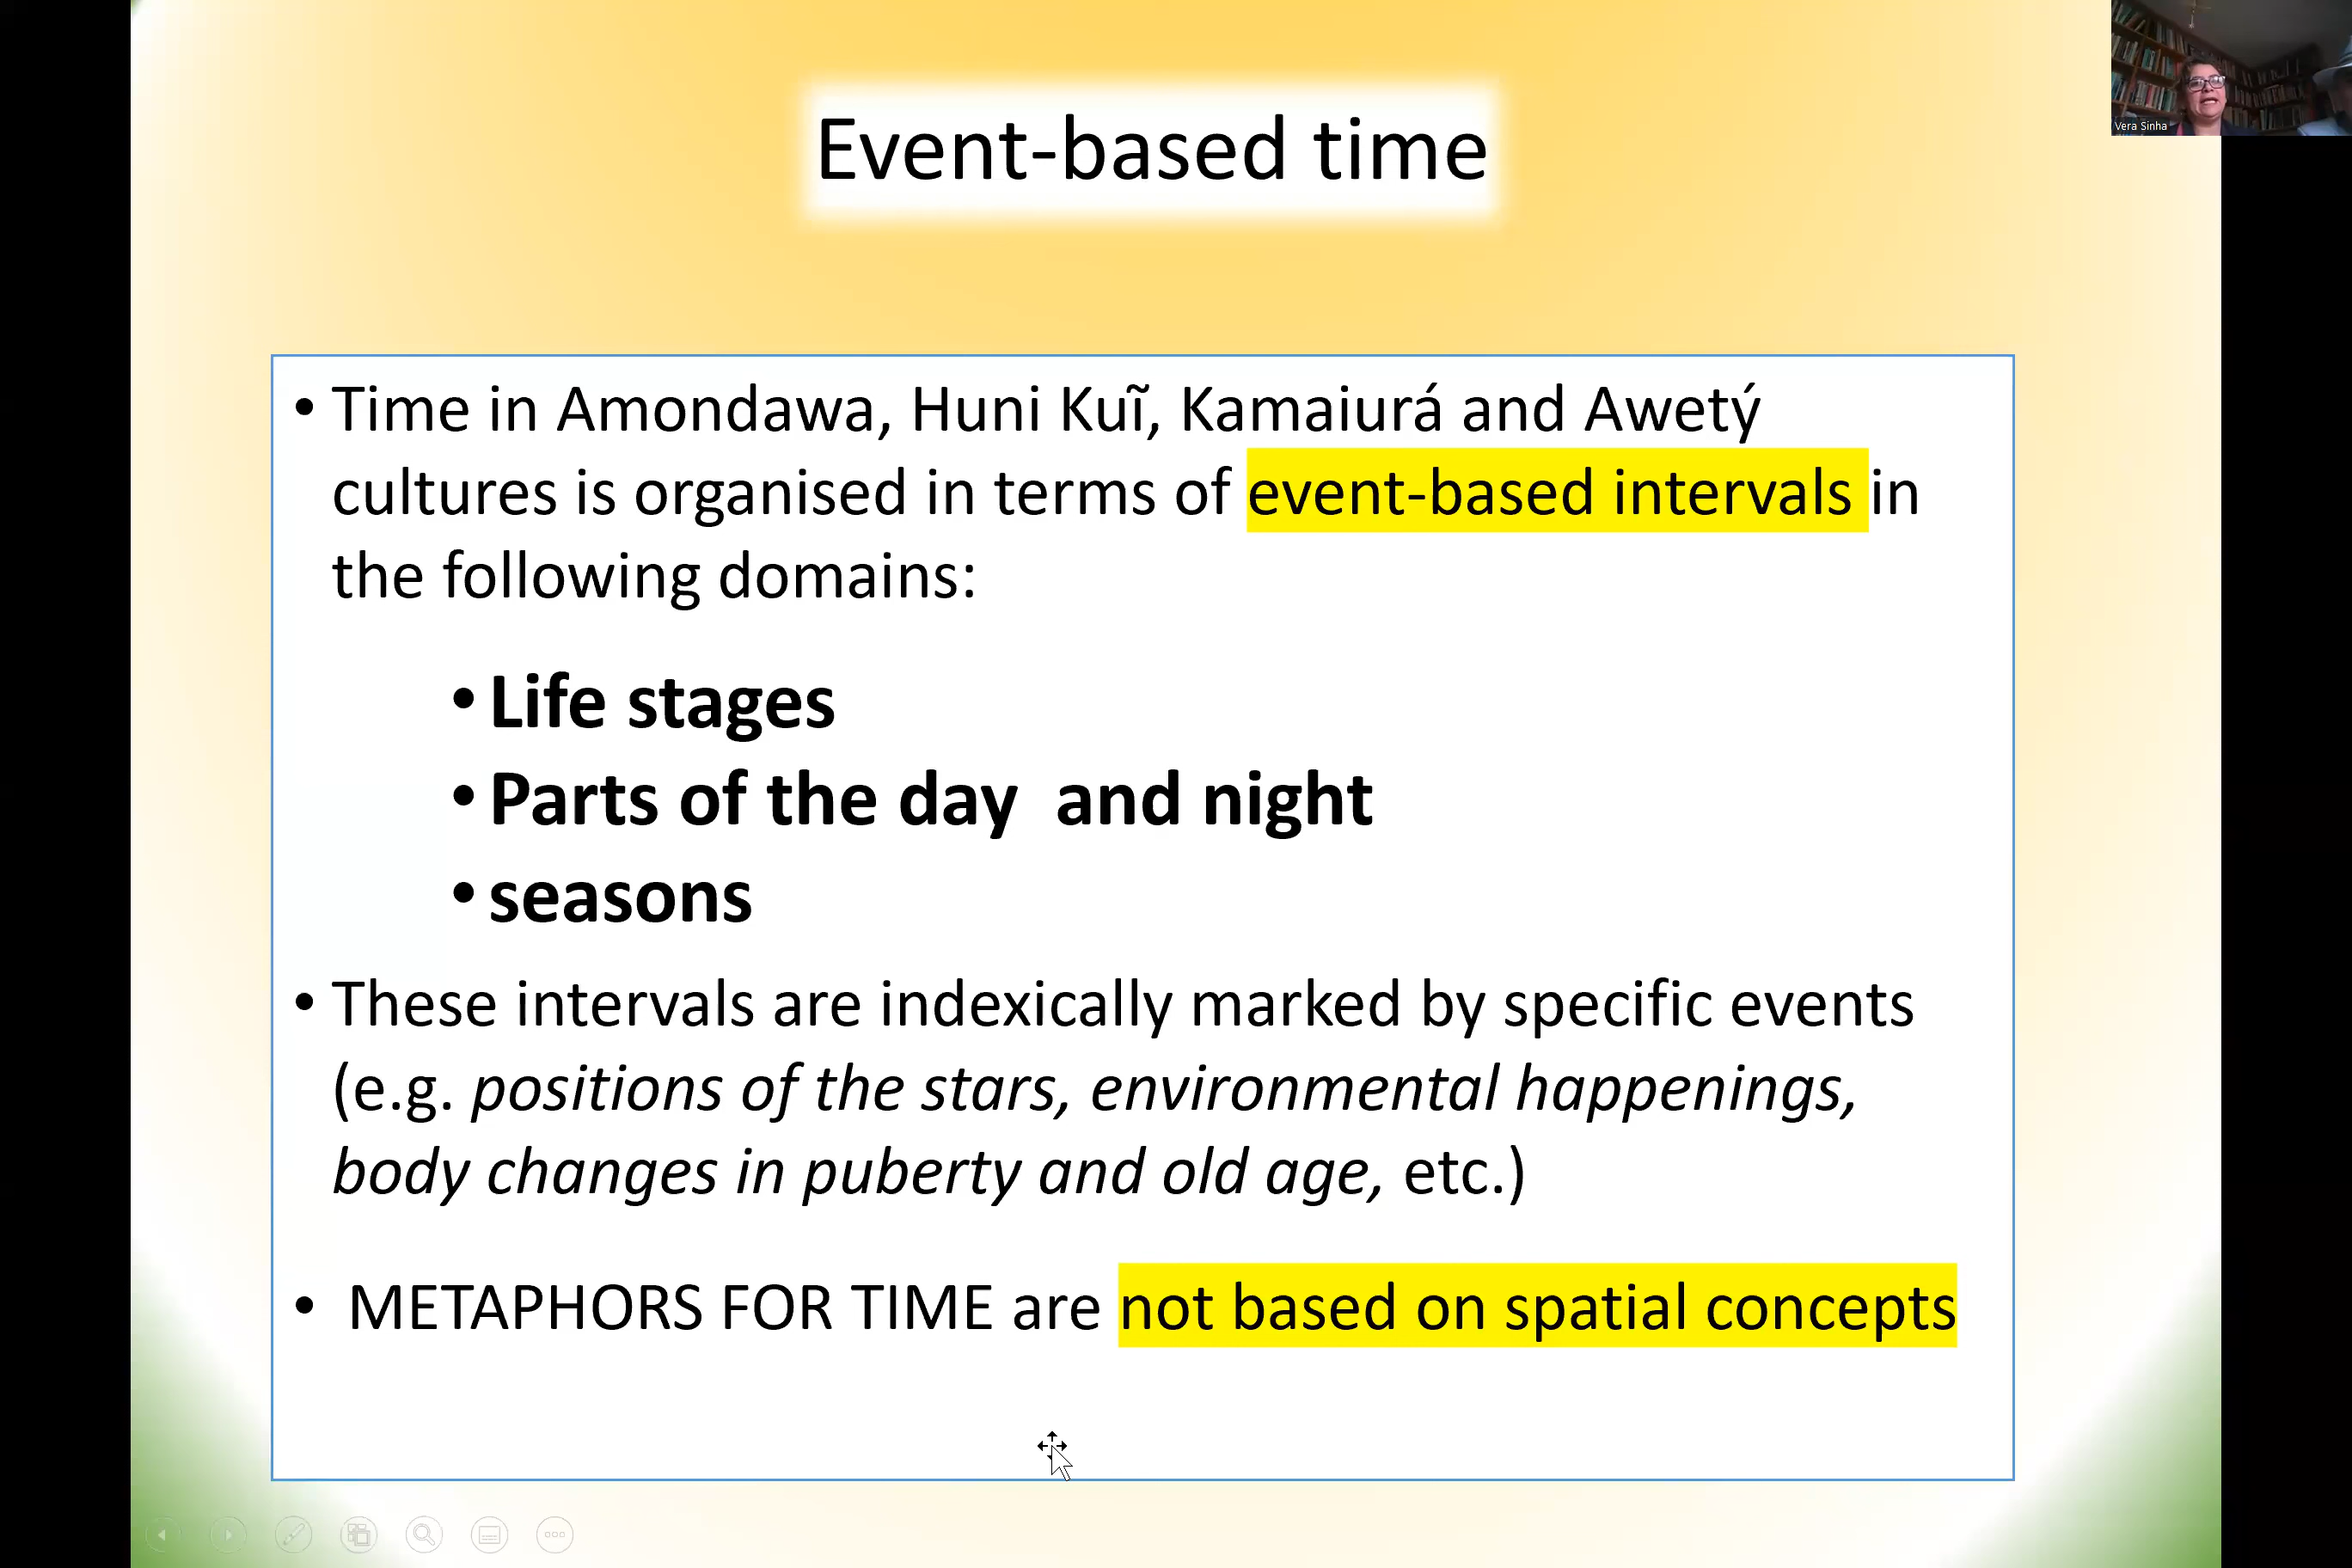 Event-based time
Vera Sinha
• Time in Amondawa, Huni Kuĩ, Kamaiurá and Awetý
cultures is organised in terms of event-based intervals in
the following domains:
• Life stages
• Parts of the day  and night
• seasons
• These intervals are indexically marked by specific events
(e.g. positions of the stars, environmental happenings,
body changes in puberty and old age, etc.)
• METAPHORS FOR TIME are not based on spatial concepts